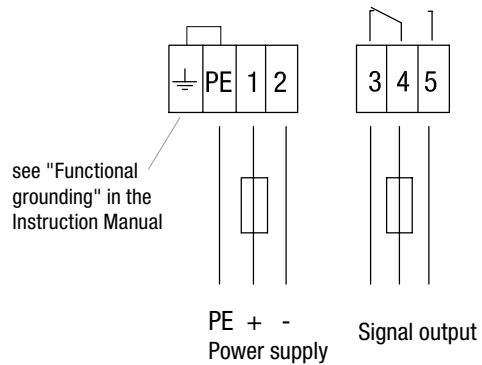 PE 1 2
3 4 5
see "Functional
grounding" in the
Instruction Manual
PE + -
Power supply
Signal output